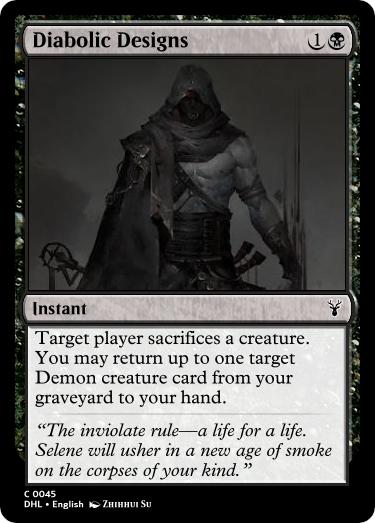 Diabolic Designs 1
Instant
Target player sacrifices a creature.
You may return up to one target
Demon creature card from your
graveyard to your hand.
“The inviolate rule—a life for a life.
Selene will usher in a new age of smoke
on the corpses of your kind.”
C 0045
DHL • English Zhihui Su